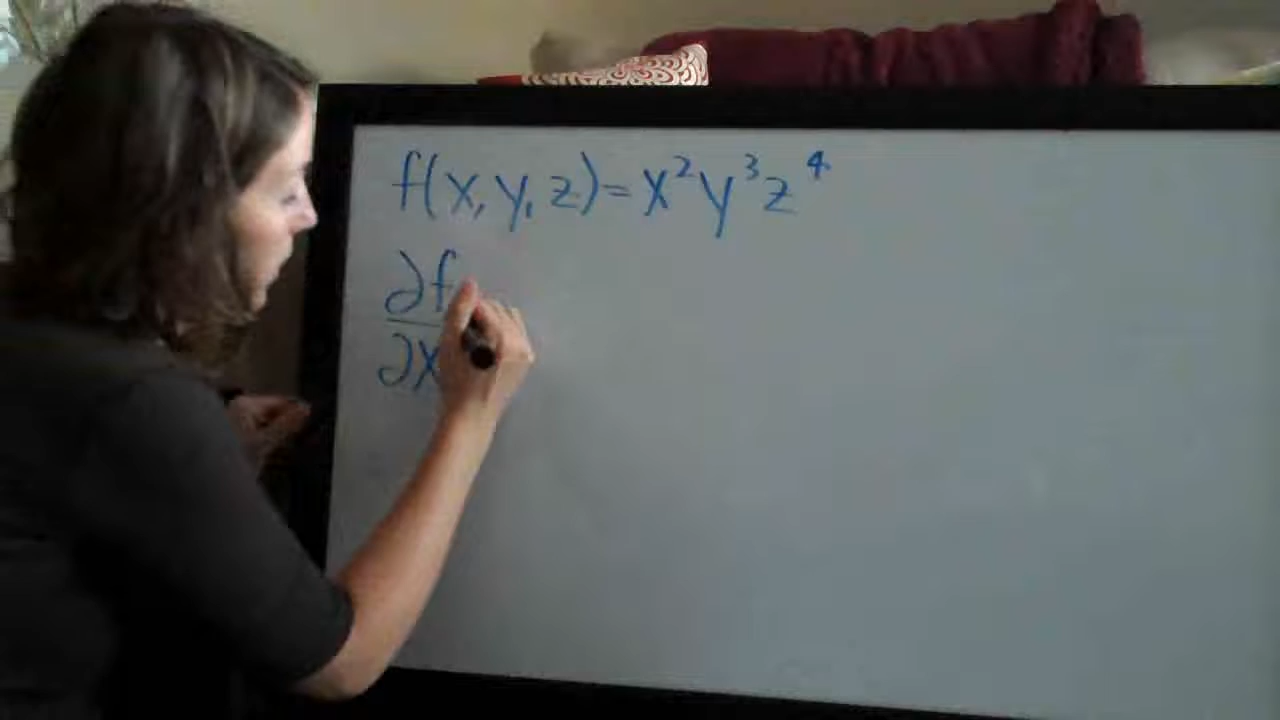 f(x, y, z) = x²y³z⁴
∂f
∂x